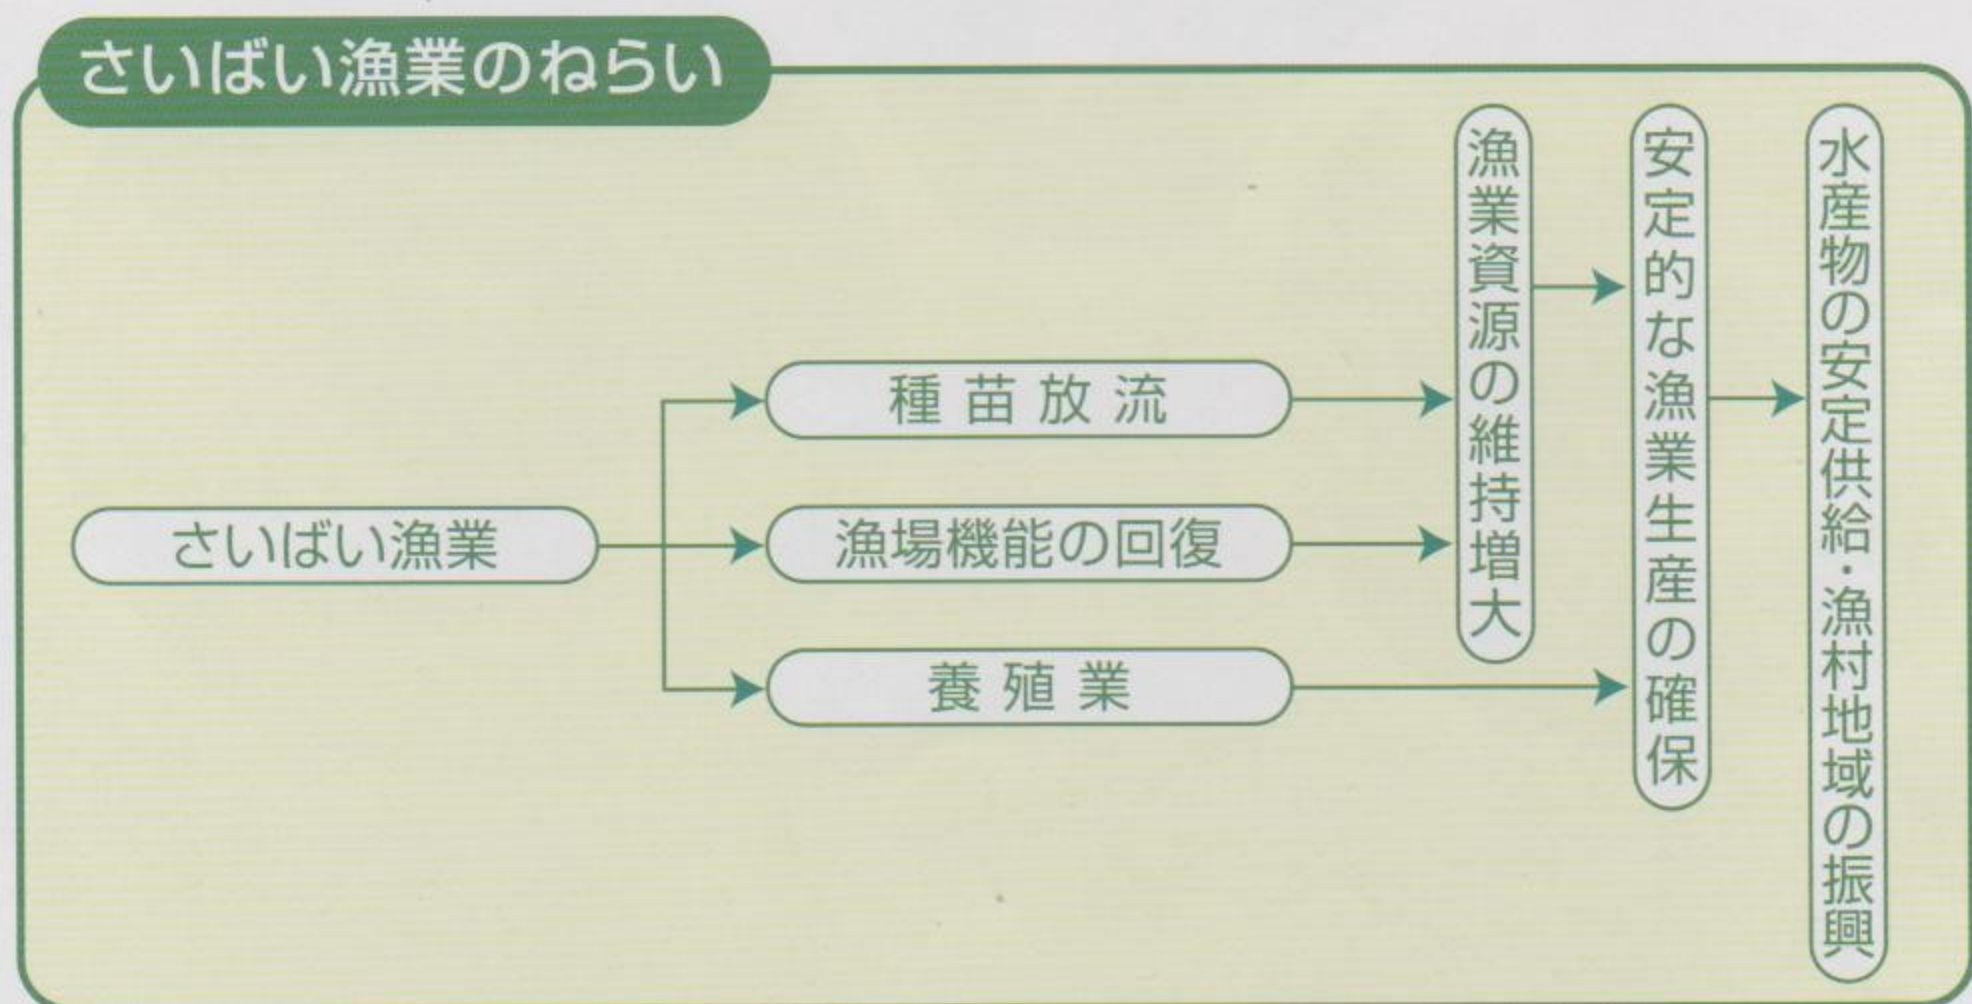 さいばい漁業のねらい
さいばい漁業
種苗放流
漁場機能の回復
養殖業
漁業資源の維持増大
安定的な漁業生産の確保
水産物の安定供給・漁村地域の振興